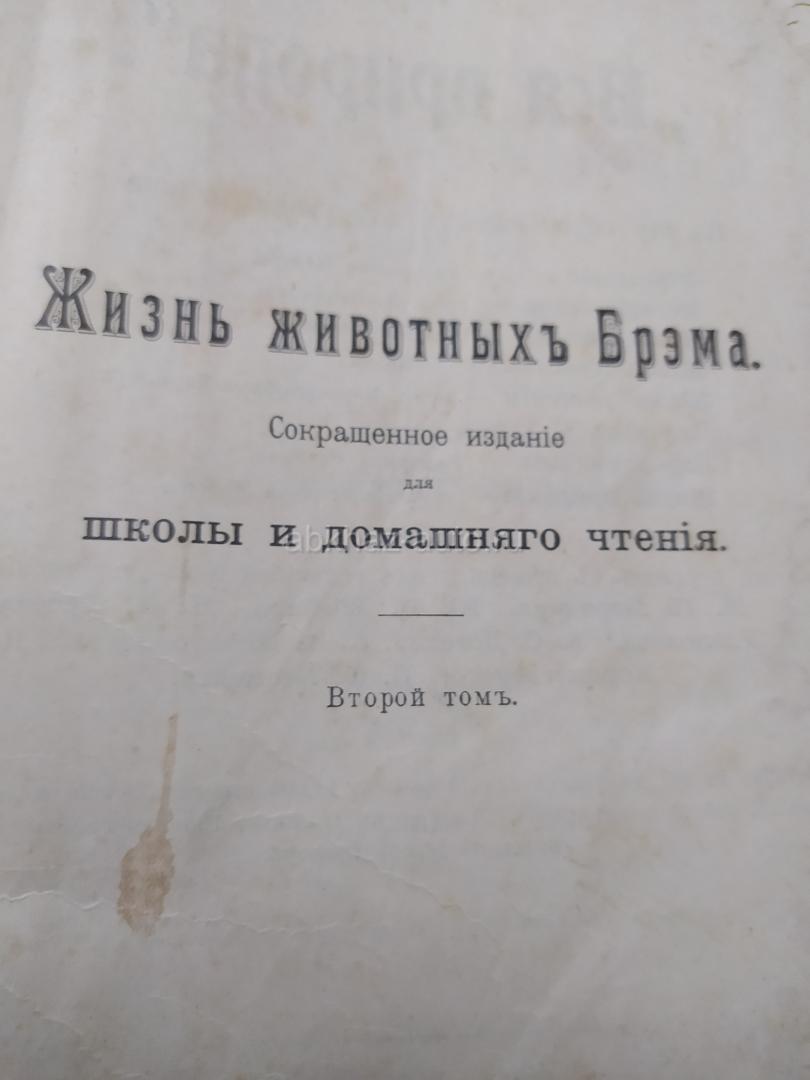 Жизнь животныхъ Брэма.
Сокращенное изданіе
для
школы и домашняго чтенія.
Второй томъ.